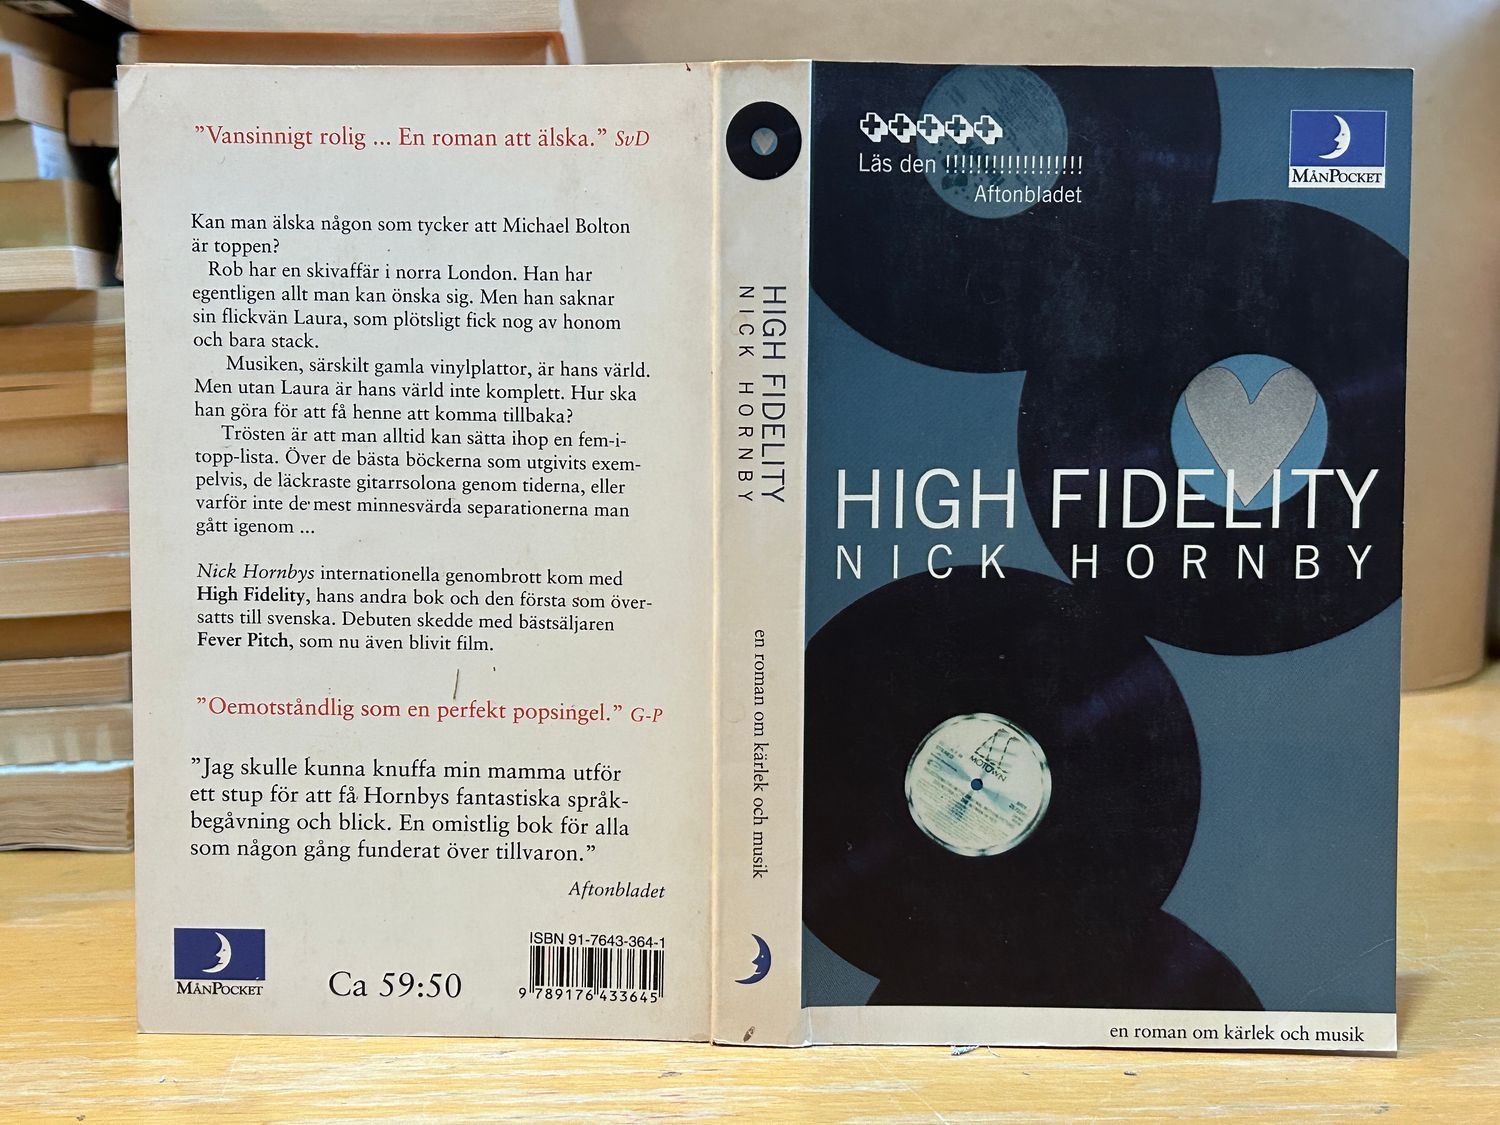 ”Vansinnigt rolig ... En roman att älska.” SvD
Kan man älska någon som tycker att Michael Bolton
är toppen?
Rob har en skivaffär i norra London. Han har
egentligen allt man kan önska sig. Men han saknar
sin flickvän Laura, som plötsligt fick nog av honom
och bara stack.
Musiken, särskilt gamla vinylplattor, är hans värld.
Men utan Laura är hans värld inte komplett. Hur ska
han göra för att få henne att komma tillbaka?
Trösten är att man alltid kan sätta ihop en fem-i-
topp-lista. Över de bästa böckerna som utgivits exem-
pelvis, de läckraste gitarrsolona genom tiderna, eller
varför inte de mest minnesvärda separationerna man
gått igenom ...
Nick Hornbys internationella genombrott kom med
High Fidelity, hans andra bok och den första som över-
satts till svenska. Debuten skedde med bästsäljaren
Fever Pitch, som nu även blivit film.
”Oemotståndlig som en perfekt popsingel.” G-P
”Jag skulle kunna knuffa min mamma utför
ett stup för att få Hornbys fantastiska språk-
begåvning och blick. En omistlig bok för alla
som någon gång funderat över tillvaron.”
Aftonbladet
MÅNPOCKET
Ca 59:50
ISBN 91-7643-364-1
9 789176 433645
HIGH FIDELITY
NICK HORNBY
en roman om kärlek och musik
Läs den !!!!!!!!!!!!!!!!!!!
Aftonbladet
MÅNPOCKET
HIGH FIDELITY
NICK HORNBY
MOTOWN
en roman om kärlek och musik